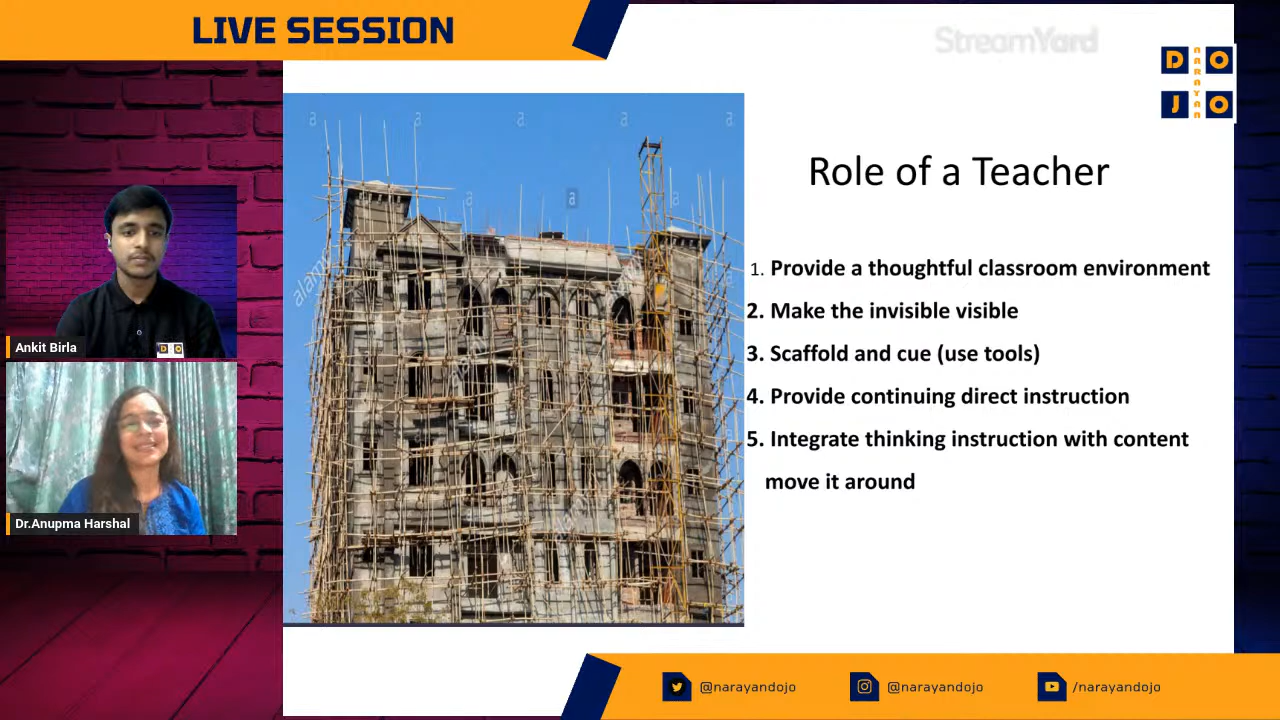 LIVE SESSION
StreamYard
D O
NARAYAN
J O
a a a a a
a a a
alamy
alamy
Role of a Teacher
1. Provide a thoughtful classroom environment
2. Make the invisible visible
3. Scaffold and cue (use tools)
4. Provide continuing direct instruction
5. Integrate thinking instruction with content
move it around
Ankit Birla
Dr.Anupma Harshal
@narayandojo
@narayandojo
/narayandojo